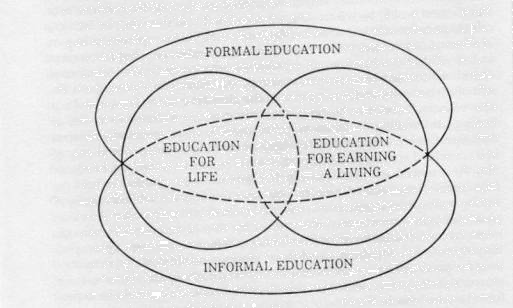 FORMAL EDUCATION
EDUCATION
FOR
LIFE
EDUCATION
FOR EARNING
A LIVING
INFORMAL EDUCATION